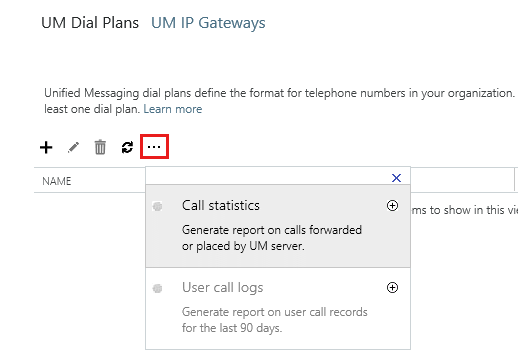 UM Dial Plans UM IP Gateways
Unified Messaging dial plans define the format for telephone numbers in your organization.
least one dial plan. Learn more
NAME
Call statistics
Generate report on calls forwarded
or placed by UM server.
to show in this
User call logs
Generate report on user call records
for the last 90 days.